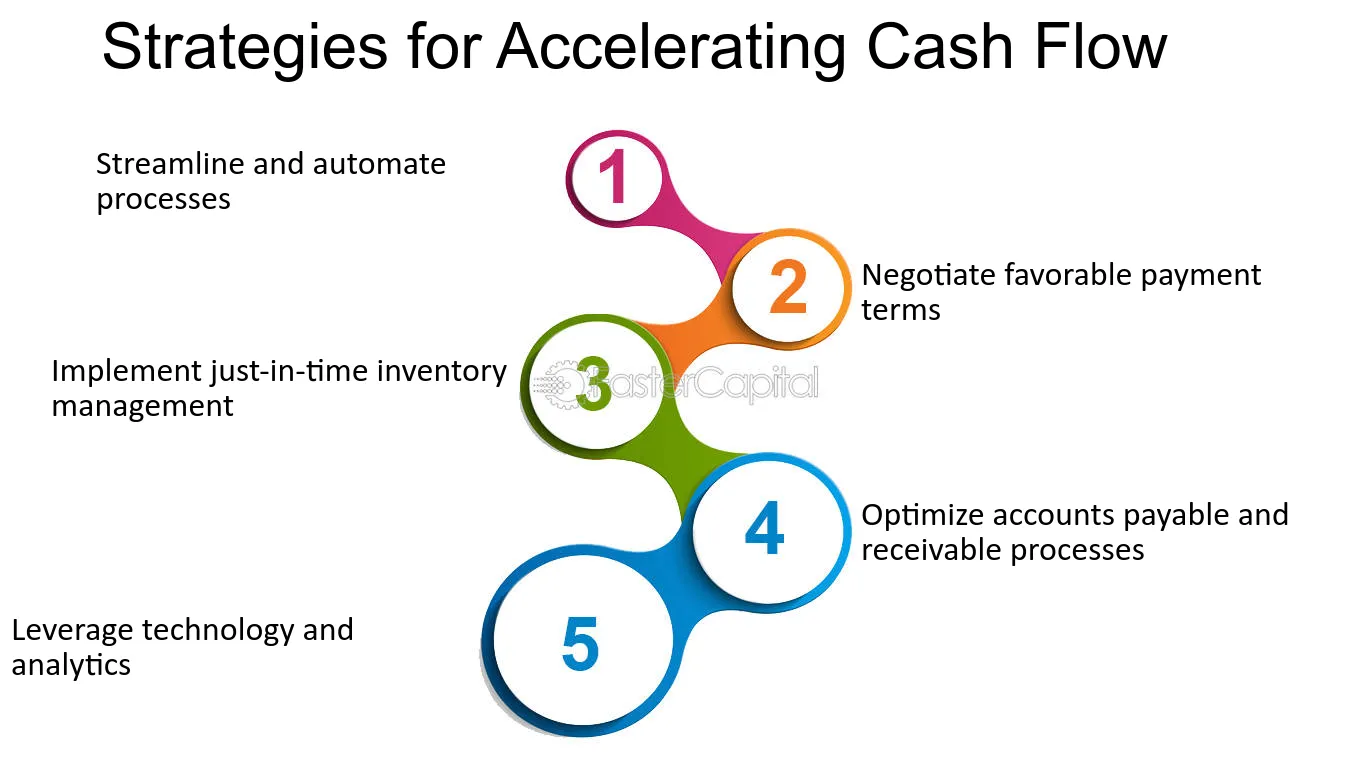 Strategies for Accelerating Cash Flow
1
Streamline and automate
processes
2
Negotiate favorable payment
terms
3
Implement just-in-time inventory
management
asterCapital
4
Optimize accounts payable and
receivable processes
5
Leverage technology and
analytics